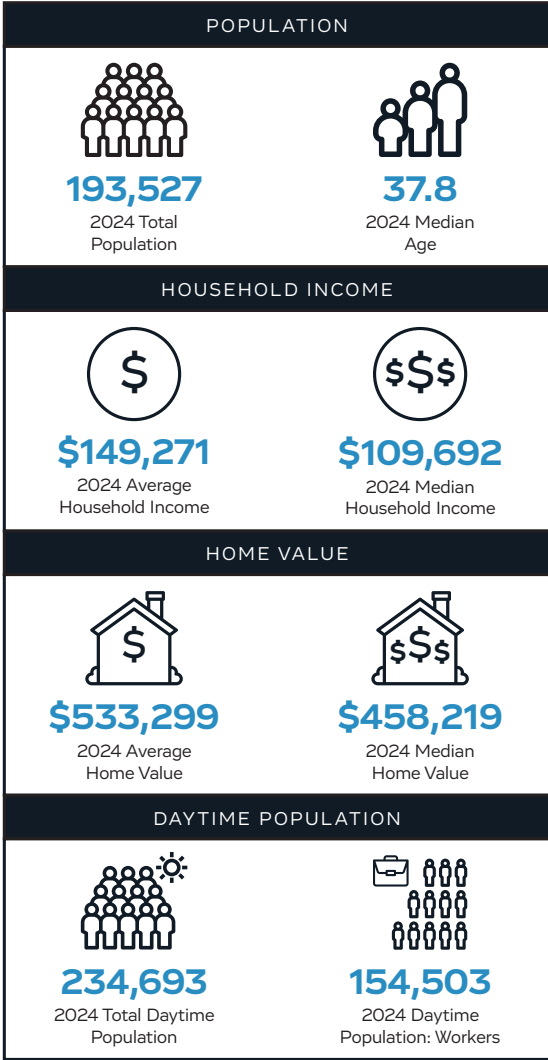 POPULATION
193,527
2024 Total
Population
37.8
2024 Median
Age
HOUSEHOLD INCOME
$
$149,271
2024 Average
Household Income
$$$
$109,692
2024 Median
Household Income
HOME VALUE
$
$533,299
2024 Average
Home Value
$$$
$458,219
2024 Median
Home Value
DAYTIME POPULATION
234,693
2024 Total Daytime
Population
154,503
2024 Daytime
Population: Workers